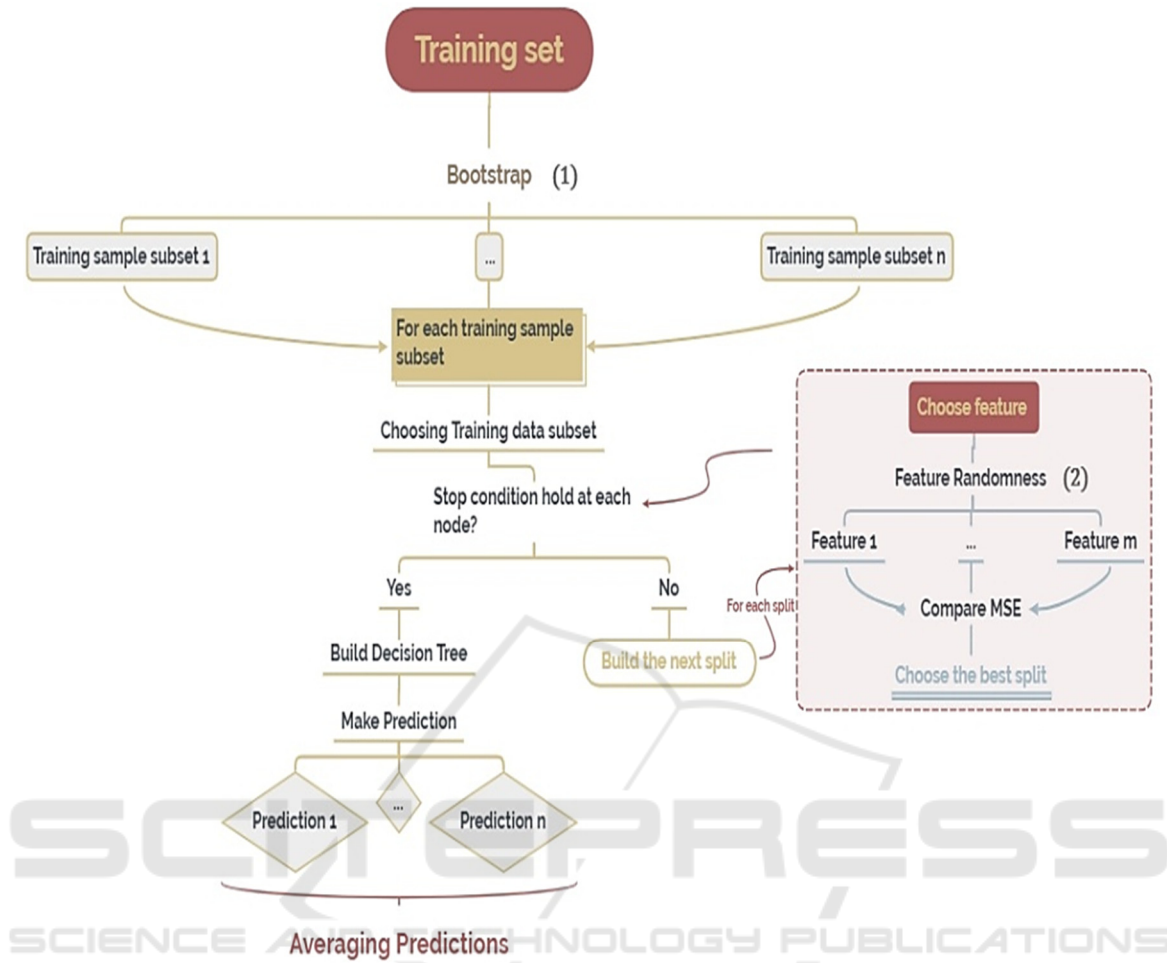 Training set
Bootstrap (1)
Training sample subset 1
...
Training sample subset n
For each training sample
subset
Choosing Training data subset
Stop condition hold at each
node?
Yes
No
Build Decision Tree
Build the next split
For each split
Make Prediction
Prediction 1
...
Prediction n
Averaging Predictions
Choose feature
Feature Randomness (2)
Feature 1
...
Feature m
Compare MSE
Choose the best split
SCITEPRESS
SCIENCE AND TECHNOLOGY PUBLICATIONS